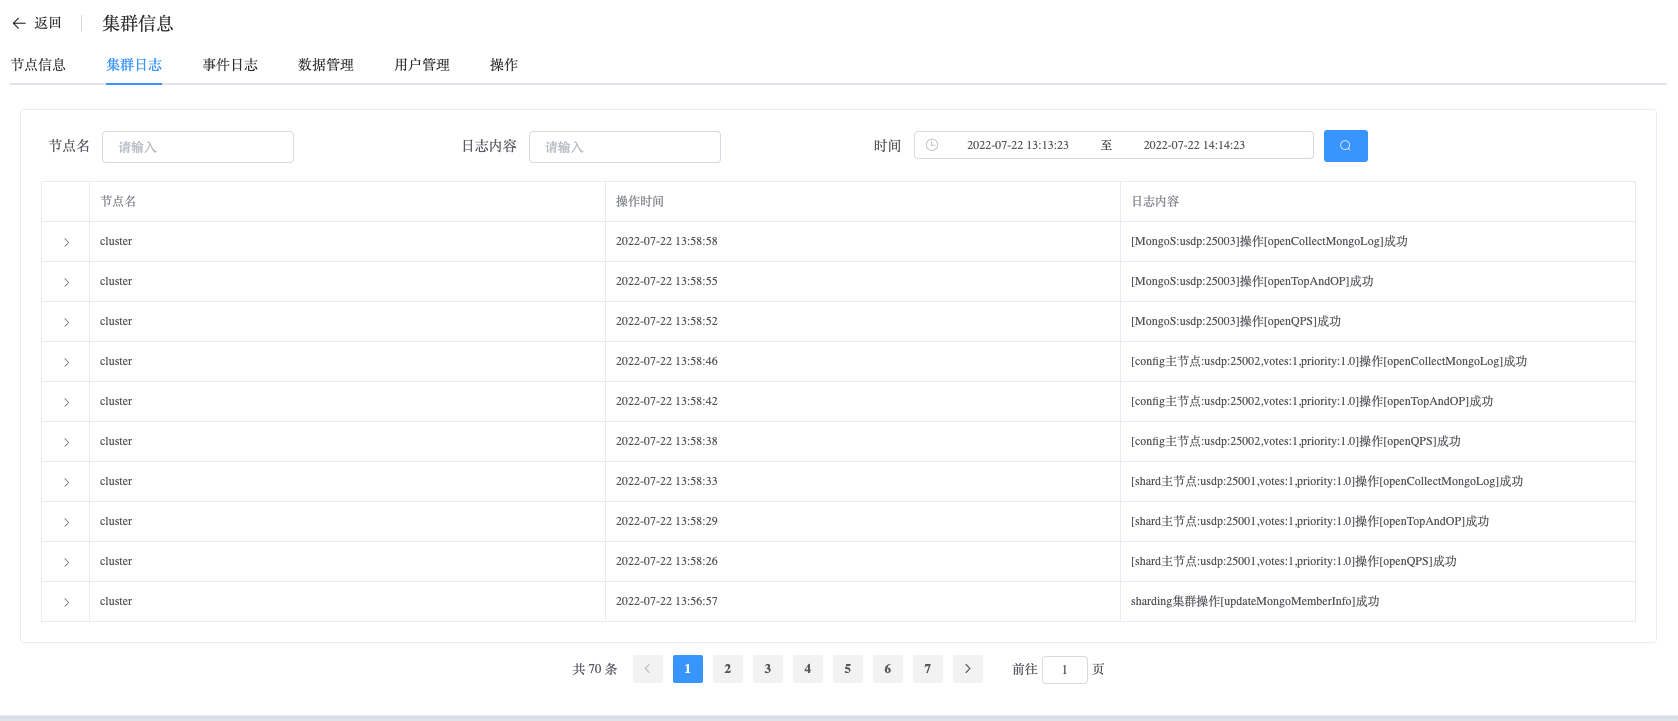 返回 集群信息
节点信息 集群日志 事件日志 数据管理 用户管理 操作
节点名 请输入 日志内容 请输入 时间 2022-07-22 13:13:23 至 2022-07-22 14:14:23
节点名 操作时间 日志内容
cluster 2022-07-22 13:58:58 [MongoS:usdp:25003]操作[openCollectMongoLog]成功
cluster 2022-07-22 13:58:55 [MongoS:usdp:25003]操作[openTopAndOP]成功
cluster 2022-07-22 13:58:52 [MongoS:usdp:25003]操作[openQPS]成功
cluster 2022-07-22 13:58:46 [config主节点:usdp:25002,votes:1,priority:1.0]操作[openCollectMongoLog]成功
cluster 2022-07-22 13:58:42 [config主节点:usdp:25002,votes:1,priority:1.0]操作[openTopAndOP]成功
cluster 2022-07-22 13:58:38 [config主节点:usdp:25002,votes:1,priority:1.0]操作[openQPS]成功
cluster 2022-07-22 13:58:33 [shard主节点:usdp:25001,votes:1,priority:1.0]操作[openCollectMongoLog]成功
cluster 2022-07-22 13:58:29 [shard主节点:usdp:25001,votes:1,priority:1.0]操作[openTopAndOP]成功
cluster 2022-07-22 13:58:26 [shard主节点:usdp:25001,votes:1,priority:1.0]操作[openQPS]成功
cluster 2022-07-22 13:56:57 sharding集群操作[updateMongoMemberInfo]成功
共 70 条 1 2 3 4 5 6 7 前往 1 页